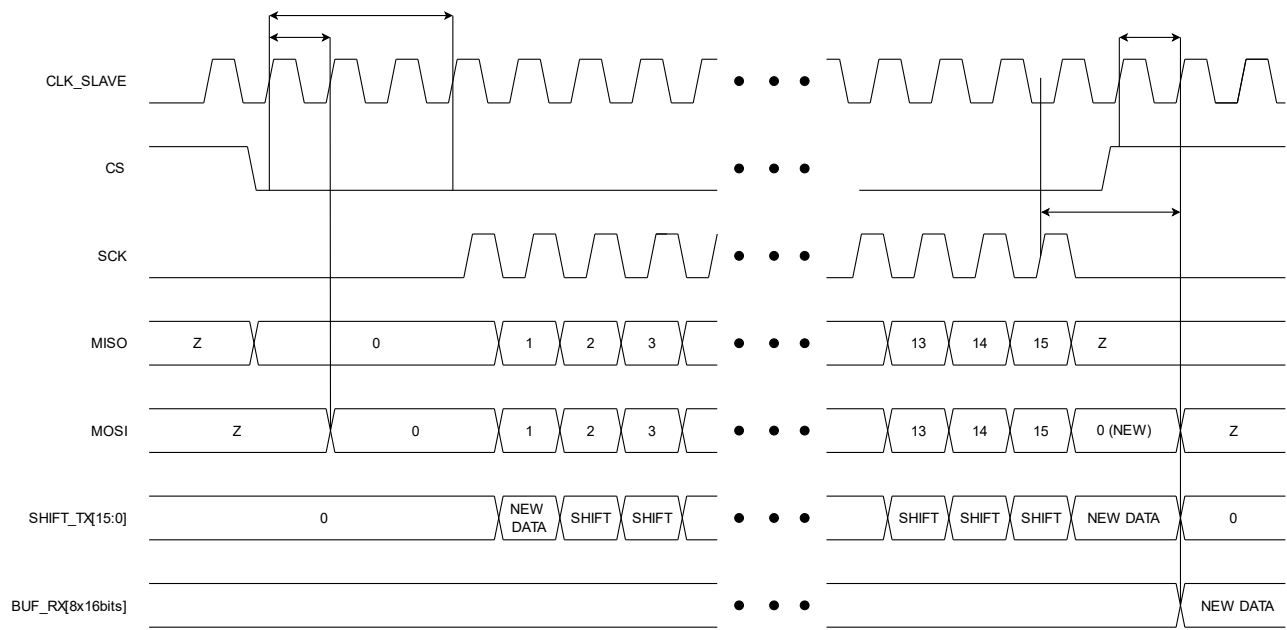 CLK_SLAVE
CS
SCK
MISO
Z
0
1
2
3
13
14
15
Z
MOSI
Z
0
1
2
3
13
14
15
0 (NEW)
Z
SHIFT_TX[15:0]
0
NEW
DATA
SHIFT
SHIFT
SHIFT
SHIFT
SHIFT
NEW DATA
0
BUF_RX[8x16bits]
NEW DATA